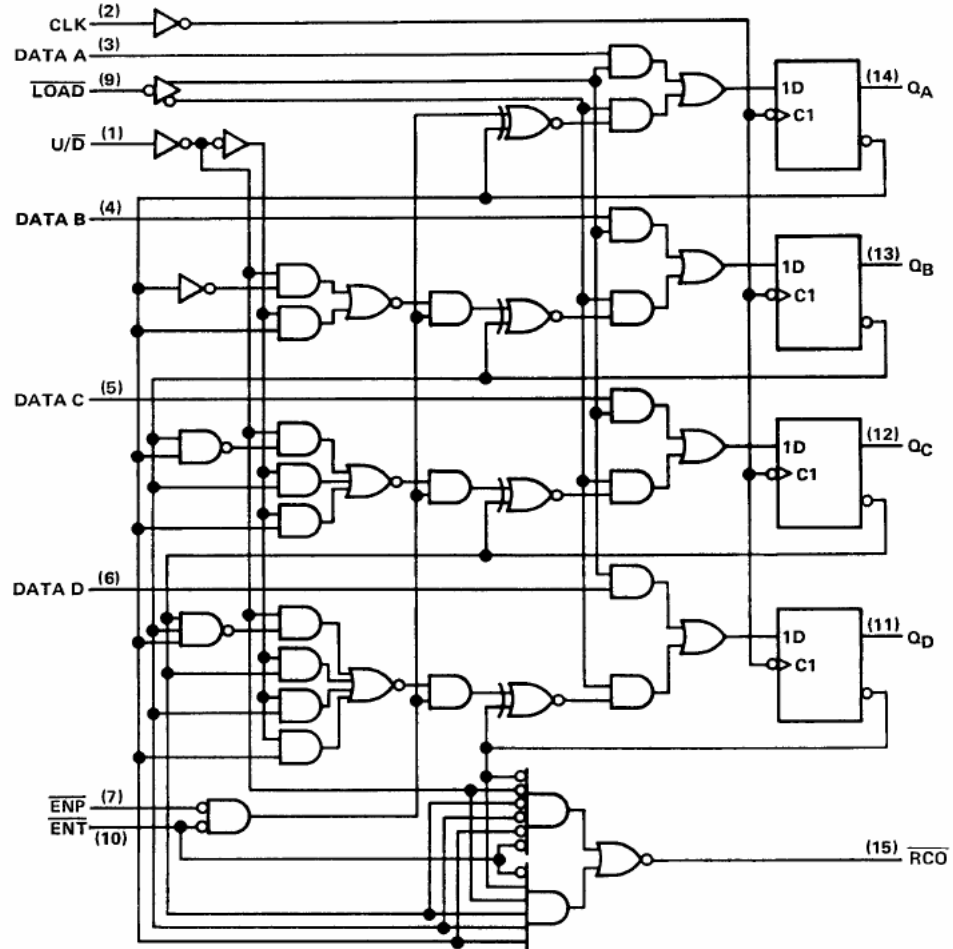 CLK (2)
DATA A (3)
LOAD (9)
U/D (1)
1D
C1
(14) QA
DATA B (4)
1D
C1
(13) QB
DATA C (5)
1D
C1
(12) QC
DATA D (6)
1D
C1
(11) QD
ENP (7)
ENT (10)
(15) RCO